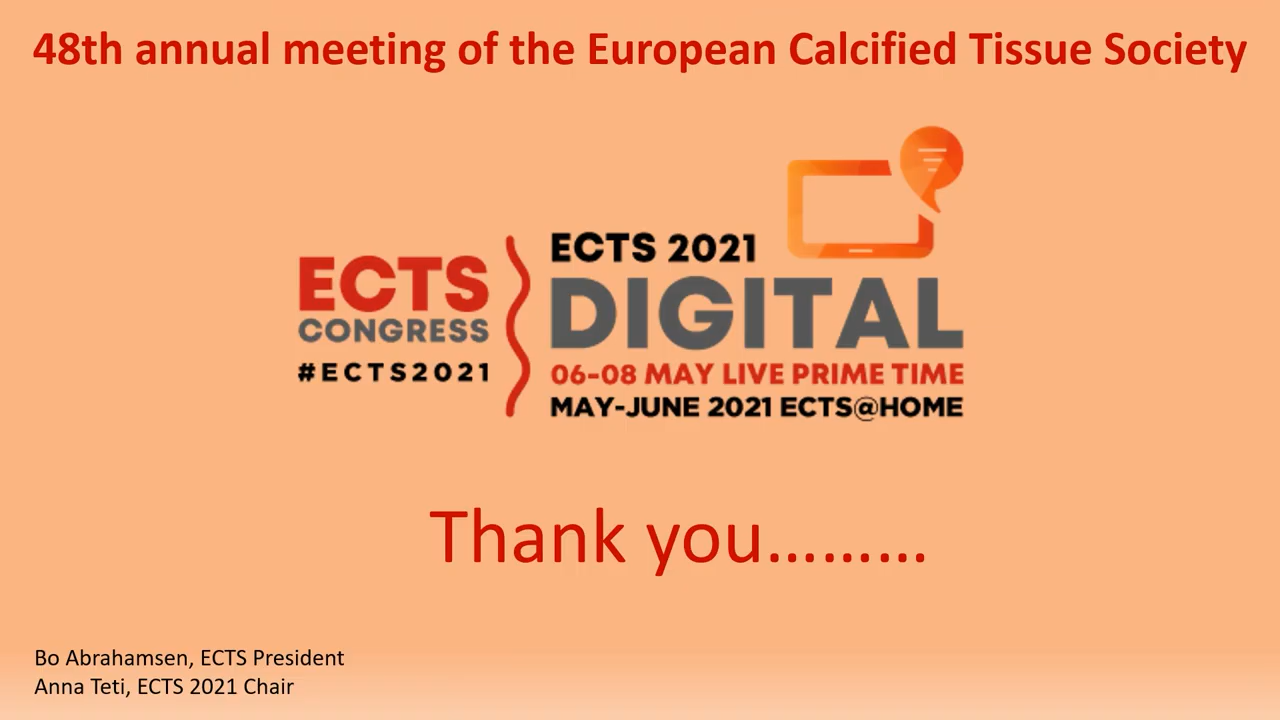 48th annual meeting of the European Calcified Tissue Society
ECTS
CONGRESS
#ECTS2021
ECTS 2021
DIGITAL
06-08 MAY LIVE PRIME TIME
MAY-JUNE 2021 ECTS@HOME
Thank you………
Bo Abrahamsen, ECTS President
Anna Teti, ECTS 2021 Chair